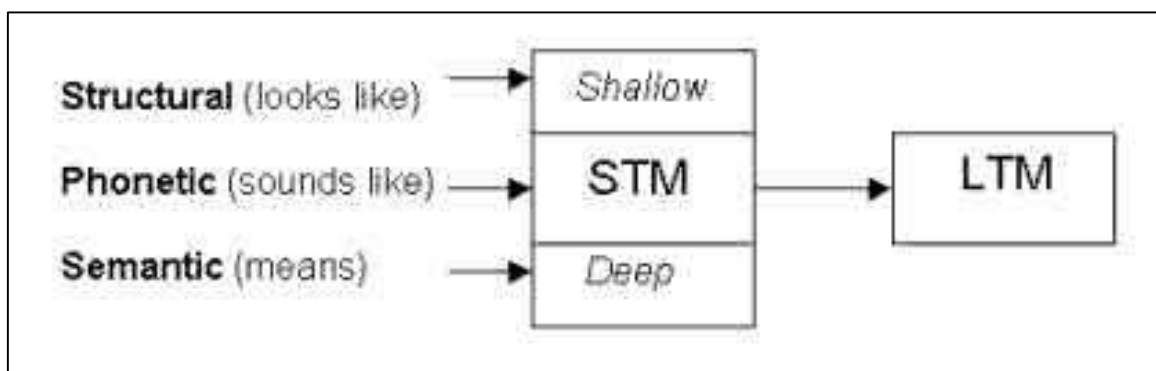 Structural (looks like)
Shallow
Phonetic (sounds like)
STM
LTM
Semantic (means)
Deep